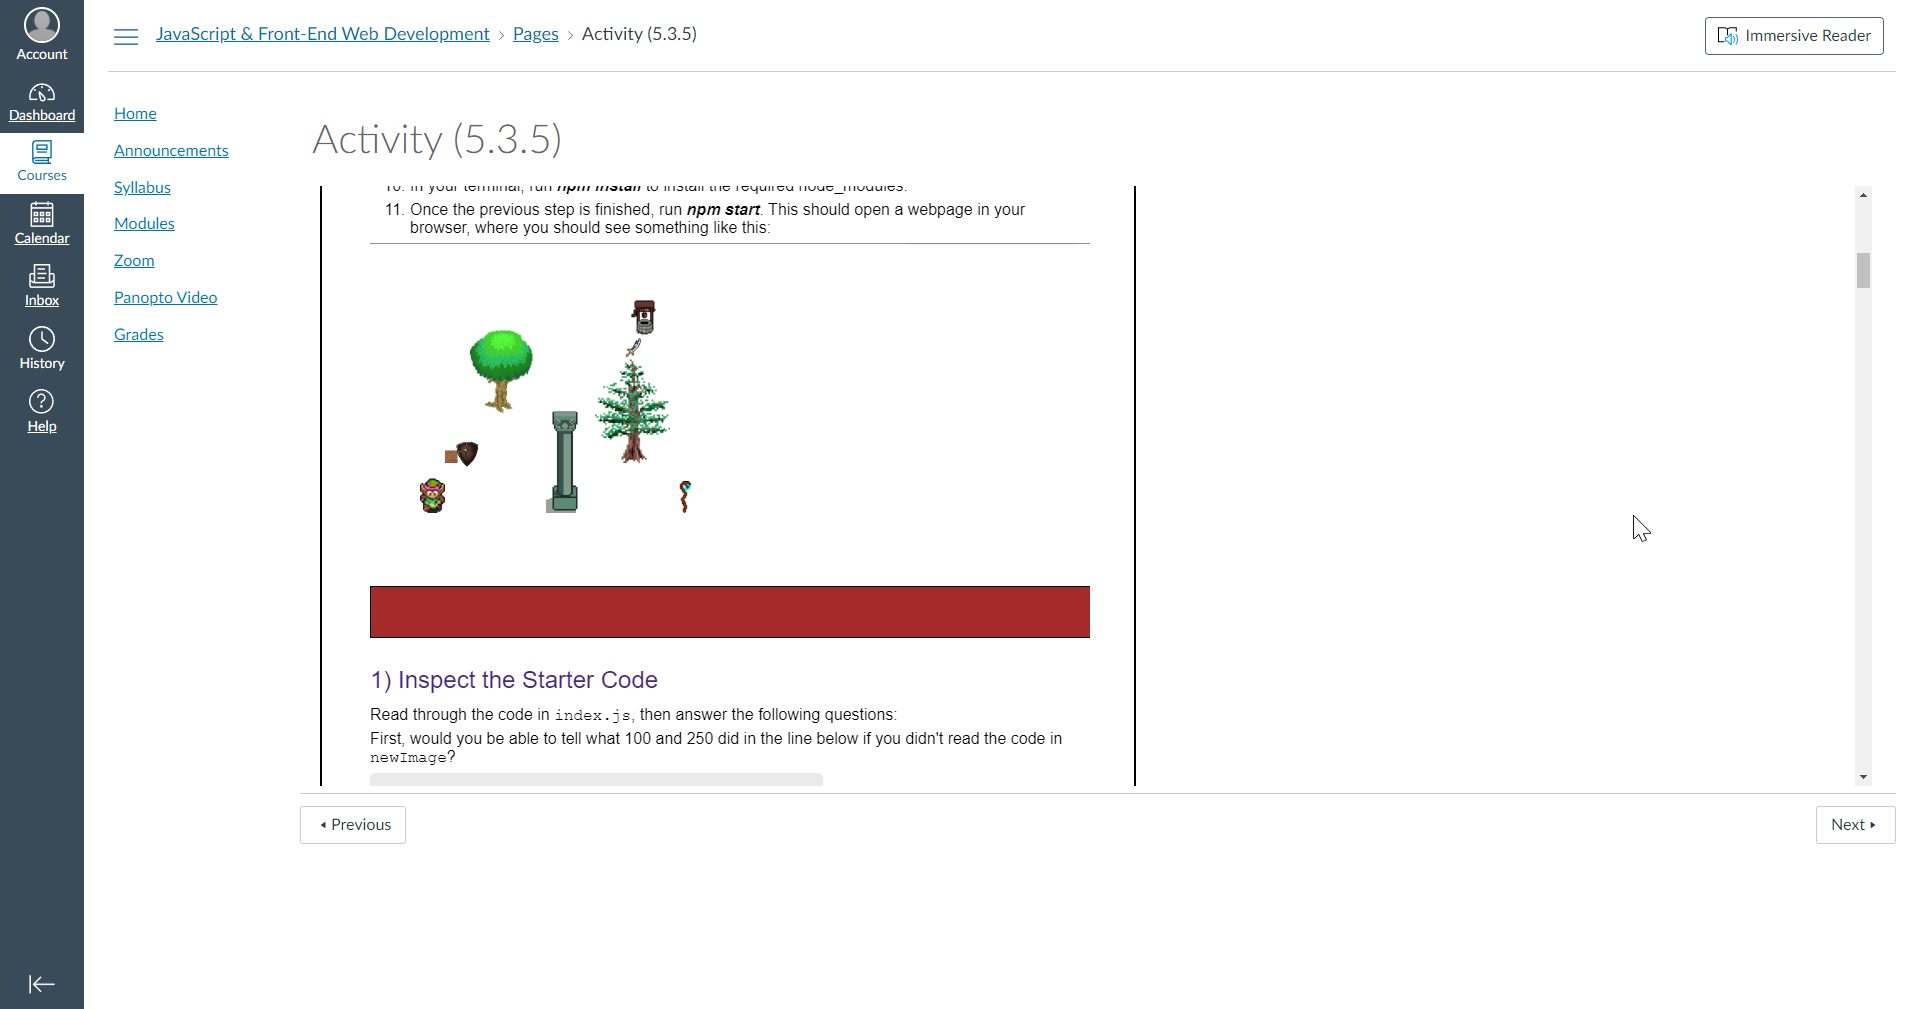 Account
Dashboard
Courses
Calendar
Inbox
History
Help
JavaScript & Front-End Web Development › Pages › Activity (5.3.5)
Immersive Reader
Home
Announcements
Syllabus
Modules
Zoom
Panopto Video
Grades
Activity (5.3.5)
10. In your terminal, run npm install to install the required node_modules.
11. Once the previous step is finished, run npm start. This should open a webpage in your
browser, where you should see something like this:
1) Inspect the Starter Code
Read through the code in index.js, then answer the following questions:
First, would you be able to tell what 100 and 250 did in the line below if you didn't read the code in
newImage?
Previous
Next